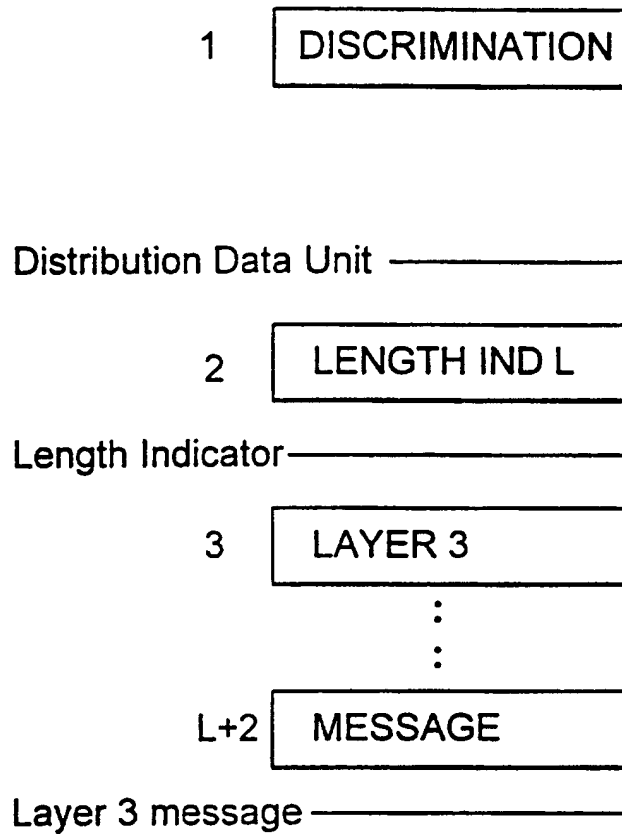 1 DISCRIMINATION
Distribution Data Unit
2 LENGTH IND L
Length Indicator
3 LAYER 3
L+2 MESSAGE
Layer 3 message